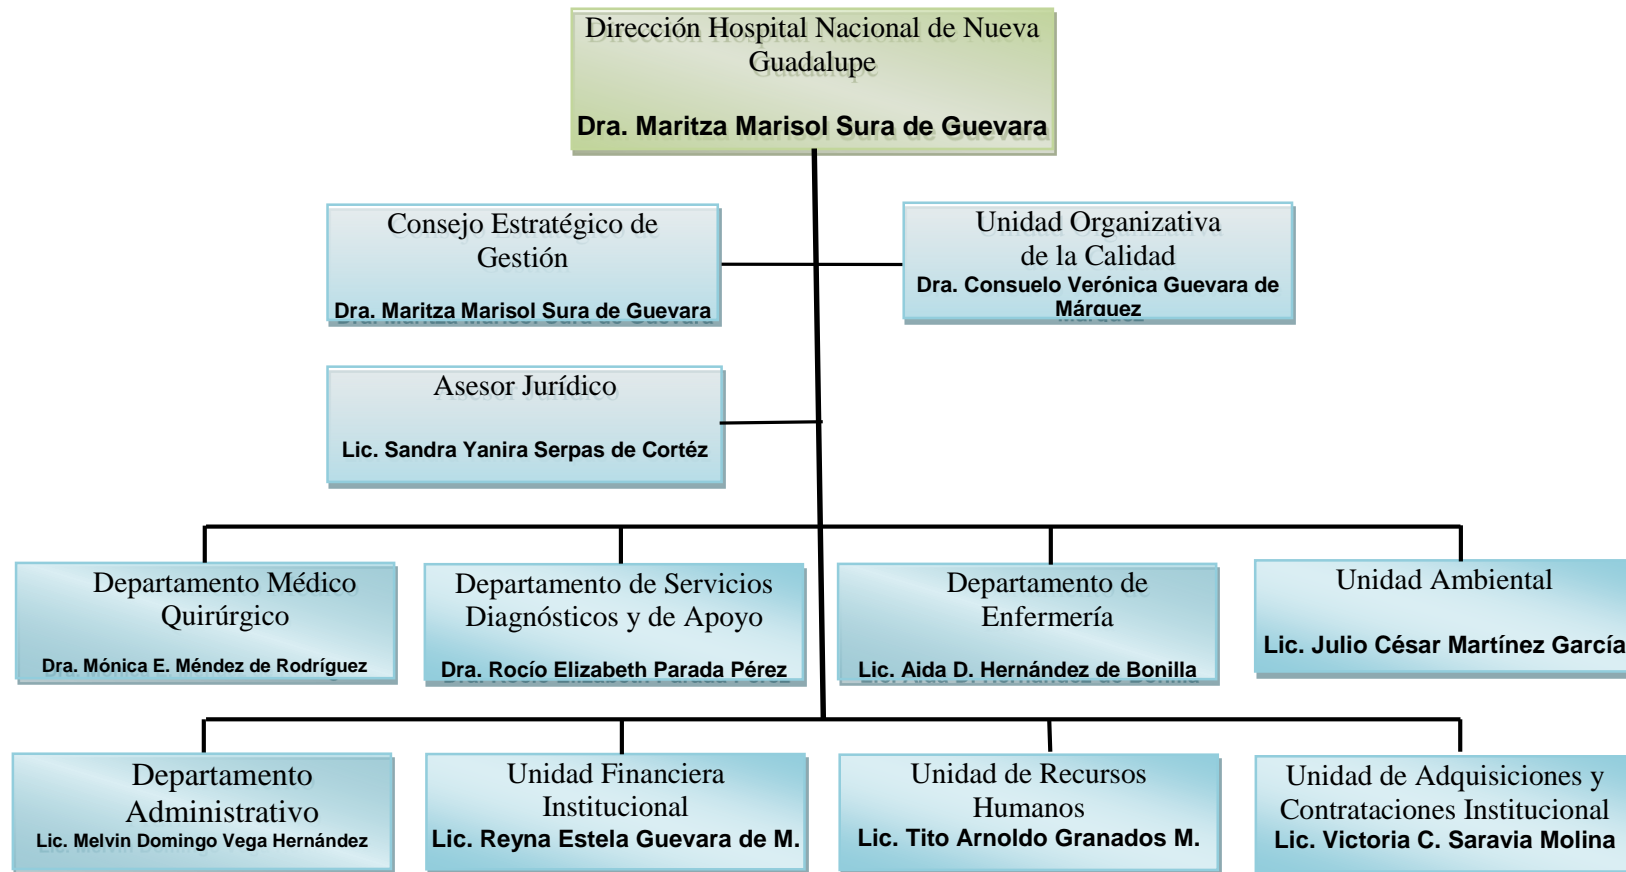 Dirección Hospital Nacional de Nueva
Guadalupe
Dra. Maritza Marisol Sura de Guevara
Consejo Estratégico de
Gestión
Dra. Maritza Marisol Sura de Guevara
Unidad Organizativa
de la Calidad
Dra. Consuelo Verónica Guevara de
Márquez
Asesor Jurídico
Lic. Sandra Yanira Serpas de Cortéz
Departamento Médico
Quirúrgico
Dra. Mónica E. Méndez de Rodríguez
Departamento de Servicios
Diagnósticos y de Apoyo
Dra. Rocío Elizabeth Parada Pérez
Departamento de
Enfermería
Lic. Aida D. Hernández de Bonilla
Unidad Ambiental
Lic. Julio César Martínez García
Departamento
Administrativo
Lic. Melvin Domingo Vega Hernández
Unidad Financiera
Institucional
Lic. Reyna Estela Guevara de M.
Unidad de Recursos
Humanos
Lic. Tito Arnoldo Granados M.
Unidad de Adquisiciones y
Contrataciones Institucional
Lic. Victoria C. Saravia Molina